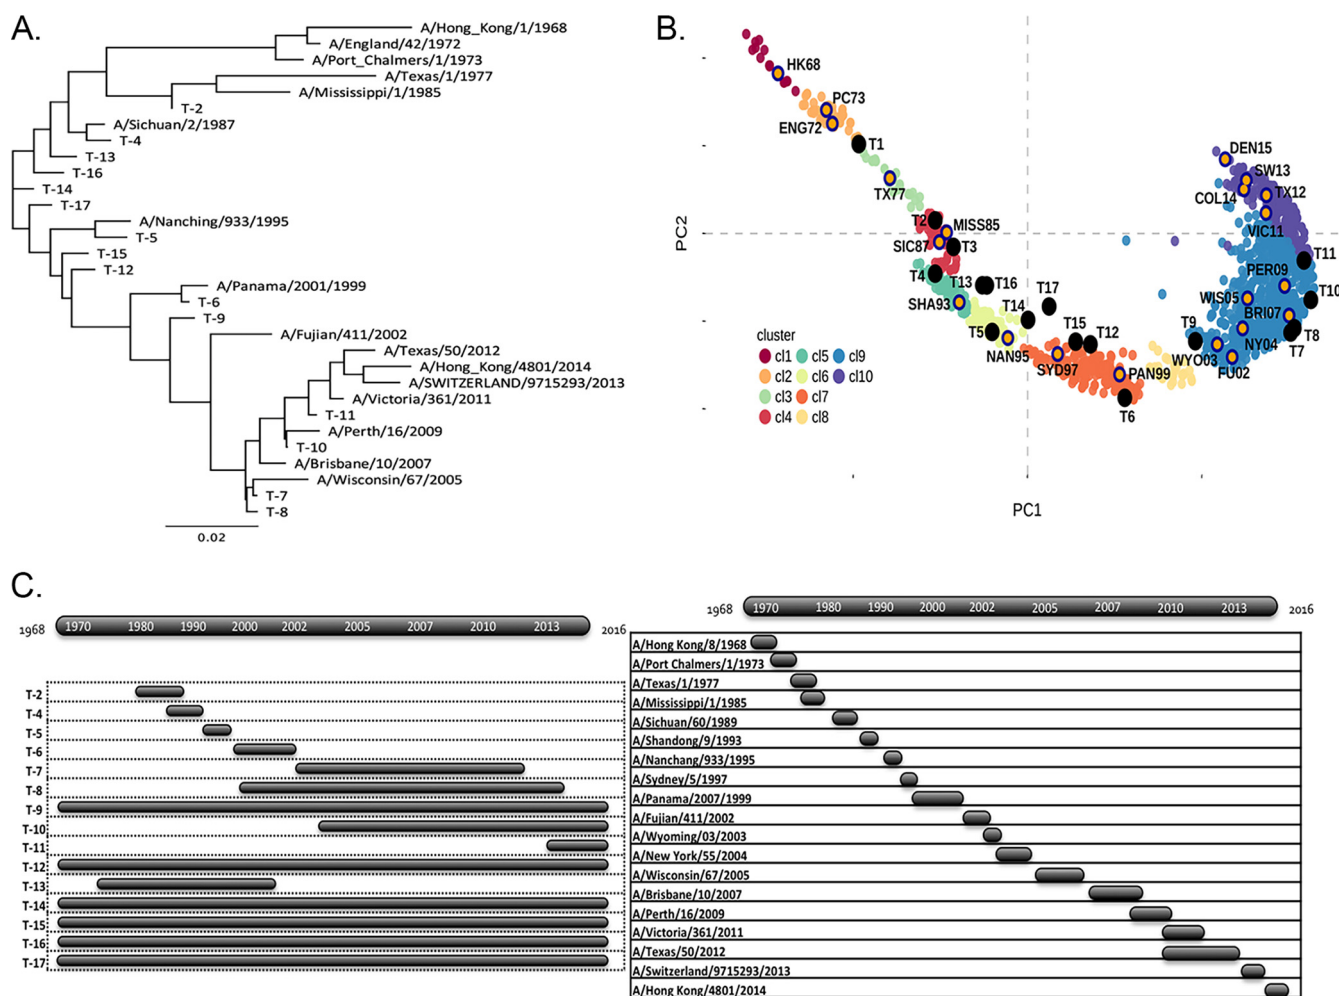 A.
A/Hong_Kong/1/1968
A/England/42/1972
A/Port_Chalmers/1/1973
A/Texas/1/1977
A/Mississippi/1/1985
T-2
A/Sichuan/2/1987
T-4
T-13
T-16
T-14
T-17
A/Nanching/933/1995
T-5
T-15
T-12
A/Panama/2001/1999
T-6
T-9
A/Fujian/411/2002
A/Texas/50/2012
A/Hong_Kong/4801/2014
A/SWITZERLAND/9715293/2013
A/Victoria/361/2011
T-11
A/Perth/16/2009
T-10
A/Brisbane/10/2007
A/Wisconsin/67/2005
T-7
T-8
0.02
B.
HK68
PC73
ENG72
T1
TX77
T2
MISS85
SIC87
T3
T4
T13
T16
SHA93
T14
T17
T5
NAN95
T15
T12
SYD97
PAN99
T6
DEN15
SW13
COL14
TX12
VIC11
T11
PER09
WIS05
T10
BRI07
T9
NY04
T8
WYO03
T7
FU02
PC2
PC1
cluster
cl1 cl5 cl9
cl2 cl6 cl10
cl3 cl7
cl4 cl8
C.
1968 1970 1980 1990 2000 2002 2005 2007 2010 2013 2016
T-2
T-4
T-5
T-6
T-7
T-8
T-9
T-10
T-11
T-12
T-13
T-14
T-15
T-16
T-17
1968 1970 1980 1990 2000 2002 2005 2007 2010 2013 2016
A/Hong Kong/8/1968
A/Port Chalmers/1/1973
A/Texas/1/1977
A/Mississippi/1/1985
A/Sichuan/60/1989
A/Shandong/9/1993
A/Nanchang/933/1995
A/Sydney/5/1997
A/Panama/2007/1999
A/Fujian/411/2002
A/Wyoming/03/2003
A/New York/55/2004
A/Wisconsin/67/2005
A/Brisbane/10/2007
A/Perth/16/2009
A/Victoria/361/2011
A/Texas/50/2012
A/Switzerland/9715293/2013
A/Hong Kong/4801/2014